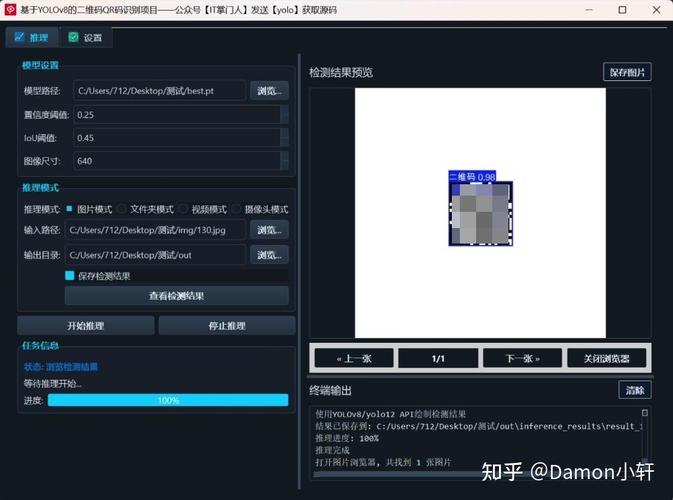 基于YOLOv8的二维码QR码识别项目——公众号【IT掌门人】发送【yolo】获取源码
推理 设置
模型设置
模型路径: C:/Users/712/Desktop/测试/best.pt 浏览...
置信度阈值: 0.25
IoU阈值: 0.45
图像尺寸: 640
推理模式
推理模式: 图片模式 文件夹模式 视频模式 摄像头模式
输入路径: C:/Users/712/Desktop/测试/img/130.jpg 浏览...
输出目录: C:/Users/712/Desktop/测试/out 浏览...
保存检测结果
查看检测结果
开始推理 停止推理
任务信息
状态: 浏览检测结果
等待推理开始...
进度: 100%
检测结果预览 保存图片
二维码 0.98
« 上一张 1/1 下一张 » 关闭浏览器
终端输出 清除
使用YOLOv8/yolo12 API绘制检测结果
结果已保存到: C:/Users/712/Desktop/测试/out\inference_results\result_1
推理进度: 100%
推理完成
打开图片浏览器, 共找到 1 张图片
知乎 @Damon小轩